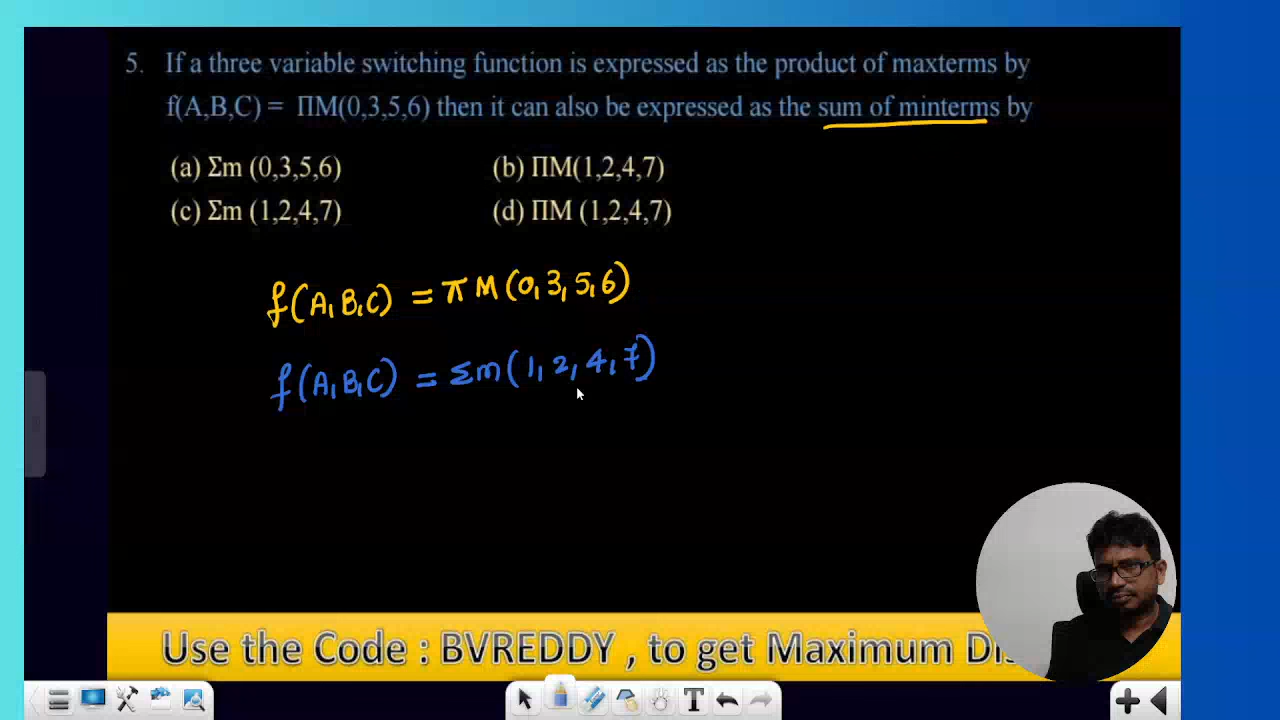 5. If a three variable switching function is expressed as the product of maxterms by
f(A,B,C) = ΠM(0,3,5,6) then it can also be expressed as the sum of minterms by
(a) Σm (0,3,5,6) (b) ΠM(1,2,4,7)
(c) Σm (1,2,4,7) (d) ΠM (1,2,4,7)
f(A, B, C) = π M (0, 3, 5, 6)
f(A, B, C) = Σm (1, 2, 4, 7)
Use the Code : BVREDDY , to get Maximum Dis
T